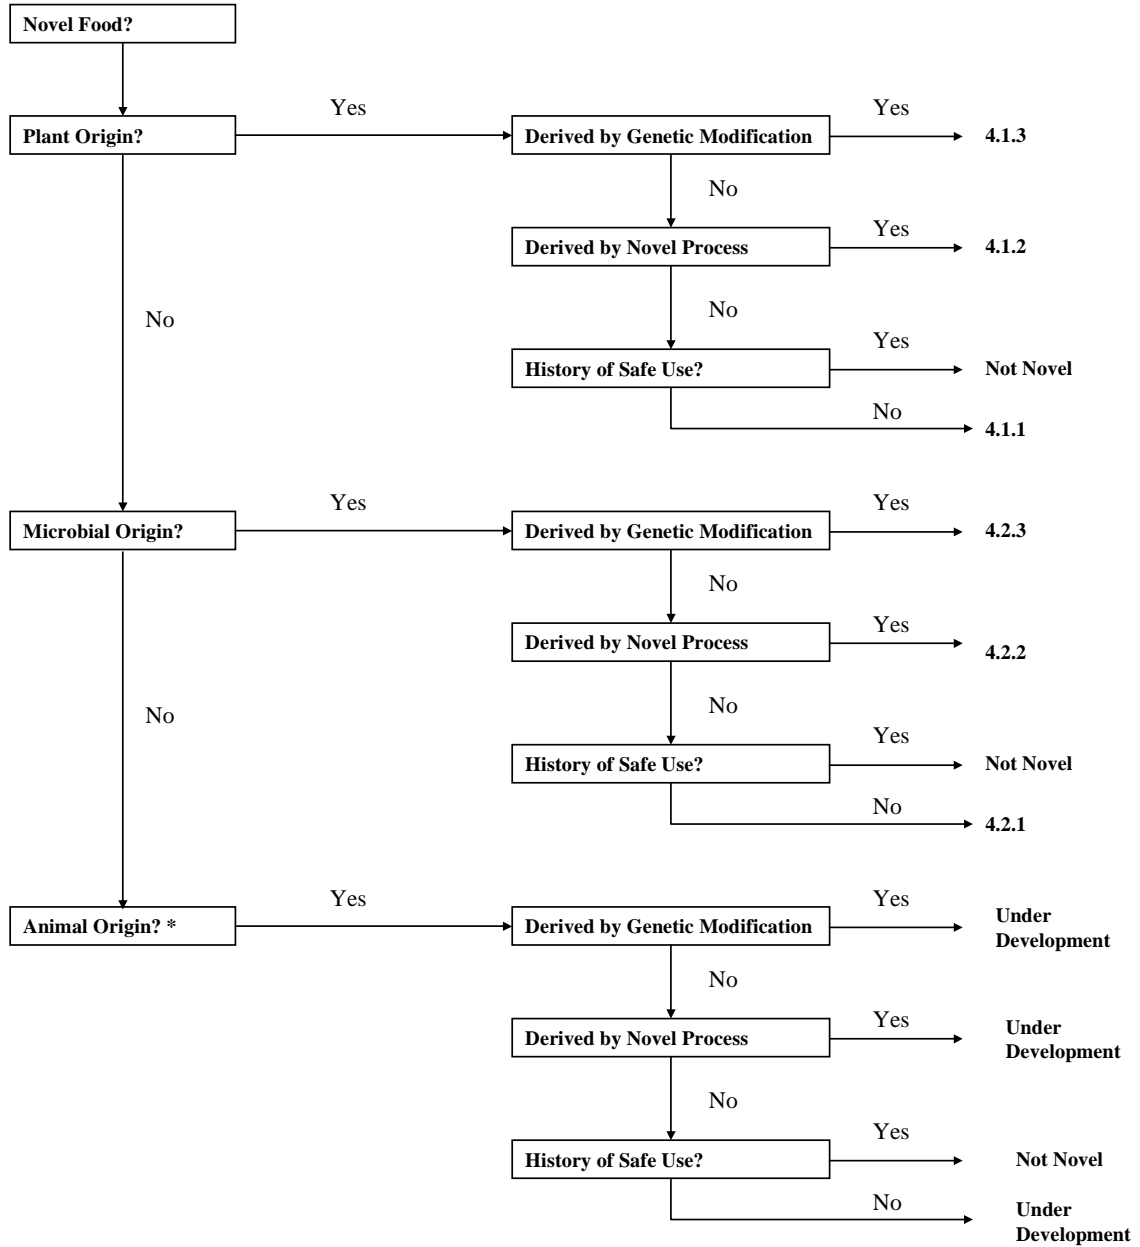 Novel Food?
Yes
Yes
Plant Origin?
Derived by Genetic Modification
4.1.3
No
Yes
Derived by Novel Process
4.1.2
No
No
Yes
History of Safe Use?
Not Novel
No
4.1.1
Yes
Yes
Microbial Origin?
Derived by Genetic Modification
4.2.3
No
Yes
Derived by Novel Process
4.2.2
No
No
Yes
History of Safe Use?
Not Novel
No
4.2.1
Yes
Yes
Animal Origin? *
Derived by Genetic Modification
Under
Development
No
Yes
Derived by Novel Process
Under
Development
No
Yes
History of Safe Use?
Not Novel
No
Under
Development